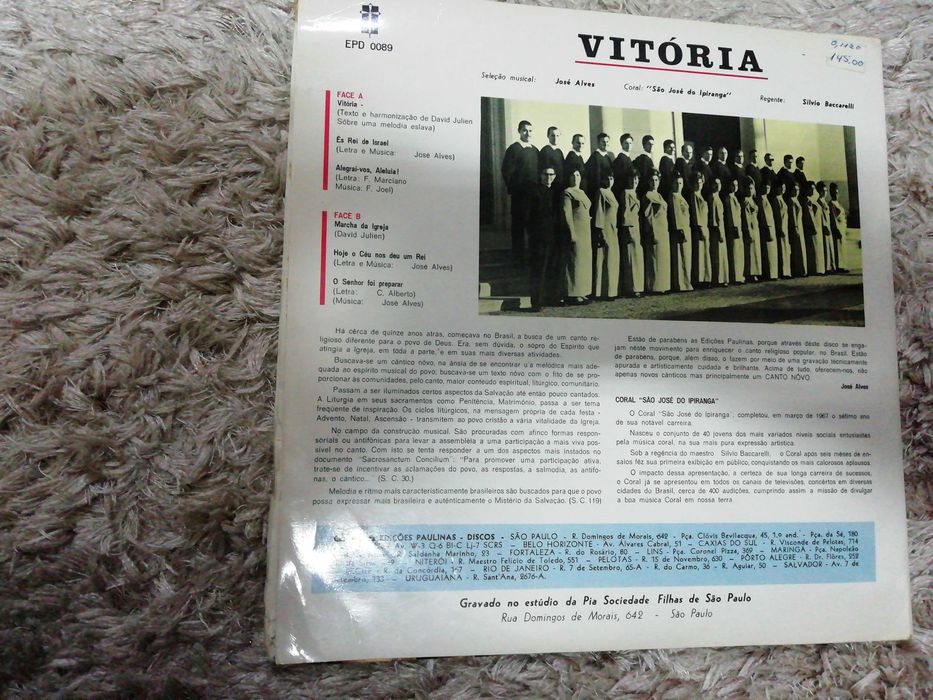 EPD 0089
VITÓRIA
145,00
Seleção musical: José Alves Coral: "São José do Ipiranga" Regente: Silvio Baccarelli
FACE A
Vitória -
(Texto e harmonização de David Julien
Sôbre uma melodia eslava)
És Rei de Israel
(Letra e Música: José Alves)
Alegrai-vos, Aleluia!
(Letra: F. Marciano
Música: F. Joel)
FACE B
Marcha da Igreja
(David Julien)
Hoje o Céu nos deu um Rei
(Letra e Música: José Alves)
O Senhor foi preparar
(Letra: C. Alberto)
(Música: José Alves)
Há cêrca de quinze anos atrás, começava no Brasil, a busca de um canto re-
ligioso diferente para o povo de Deus. Era, sem dúvida, o sopro do Espírito que
atingia a Igreja, em tôda a parte, e em suas mais diversas atividades.
Buscava-se um cântico nôvo, na ânsia de se encontrar u'a melodia mais ade-
quada ao espírito musical do povo; buscava-se um texto nôvo com o fito de se pro-
porcionar às comunidades, pelo canto, maior conteúdo espiritual, litúrgico, comunitário.
Passam a ser iluminados certos aspectos da Salvação até então pouco cantados.
A Liturgia em seus sacramentos como Penitência, Matrimônio, passa a ser tema
freqüente de inspiração. Os ciclos litúrgicos, na mensagem própria de cada festa -
Advento, Natal, Ascensão - transmitem ao povo cristão a vária vitalidade da Igreja.
No campo da construção musical. São procuradas com afinco formas respon-
soriais ou antifônicas para levar a assembléia a uma participação a mais viva pos-
sível no canto. Com isto se tenta responder a um dos aspectos mais instados no
documento "Sacrosanctum Concilium": "Para promover uma participação ativa,
trate-se de incentivar as aclamações do povo, as respostas, a salmodia, as antífo-
nas, o cântico..." (S. C. 30.)
Melodia e ritmo mais caracteristicamente brasileiros são buscados para que o povo
possa expressar mais brasileira e autênticamente o Mistério da Salvação. (S. C. 119)
Estão de parabens as Edições Paulinas, porque através dêste disco se enga-
jam nêste movimento para enriquecer o canto religioso popular, no Brasil. Estão
de parabéns, porque, além disso, o fazem por meio de uma gravação tecnicamente
apurada e artisticamente cuidada e brilhante. Acima de tudo, oferecem-nos, não
apenas novos cânticos mas principalmente um CANTO NÔVO.
José Alves
CORAL "SÃO JOSÉ DO IPIRANGA"
O Coral "São José do Ipiranga", completou, em março de 1967 o sétimo ano
de sua notável carreira.
Nasceu o conjunto de 40 jovens dos mais variados níveis sociais entusiastas
pela música coral, na sua mais pura expressão artística.
Sob a regência do maestro Silvio Baccarelli, o Coral após seis mêses de en-
saios fêz sua primeira exibição em público, conquistando os mais calorosos aplausos.
O impacto dessa apresentação, a certeza de sua longa carreira de sucessos,
o Coral já se apresentou em todos os canais de televisões, concêrtos em diversas
cidades do Brasil, cerca de 400 audições, cumprindo assim a missão de divulgar
a boa música Coral em nossa terra.
EDIÇÕES PAULINAS - DISCOS - SÃO PAULO - R. Domingos de Morais, 642 - Pça. Clóvis Bevilacqua, 45, 1.o and. - Pça. da Sé, 180
Av. W-3 Q-6 Bl-C Lj-7 SCRS - BELO HORIZONTE - Av. Álvares Cabral, 51 - CAXIAS DO SUL - R. Visconde de Pelotas, 714
Saldanha Marinho, 23 - FORTALEZA - R. do Rosário, 80 - LINS - Pça. Coronel Pizza, 369 - MARINGÁ - Pça. Napoleão
NITERÓI - R. Maestro Felício de Toledo, 551 - PELOTAS - R. 15 de Novembro, 630 - PÔRTO ALEGRE - R. Dr. Flôres,
R. da Concórdia, - RIO DE JANEIRO - R. 7 de Setembro, 65-A - R. do Carmo, 36 - R. Aguiar, 50 - SALVADOR - Av. 7 de
Setembro, 133 - URUGUAIANA - R. Sant'Ana, 2676-A.
Gravado no estúdio da Pia Sociedade Filhas de São Paulo
Rua Domingos de Morais, 642 - São Paulo